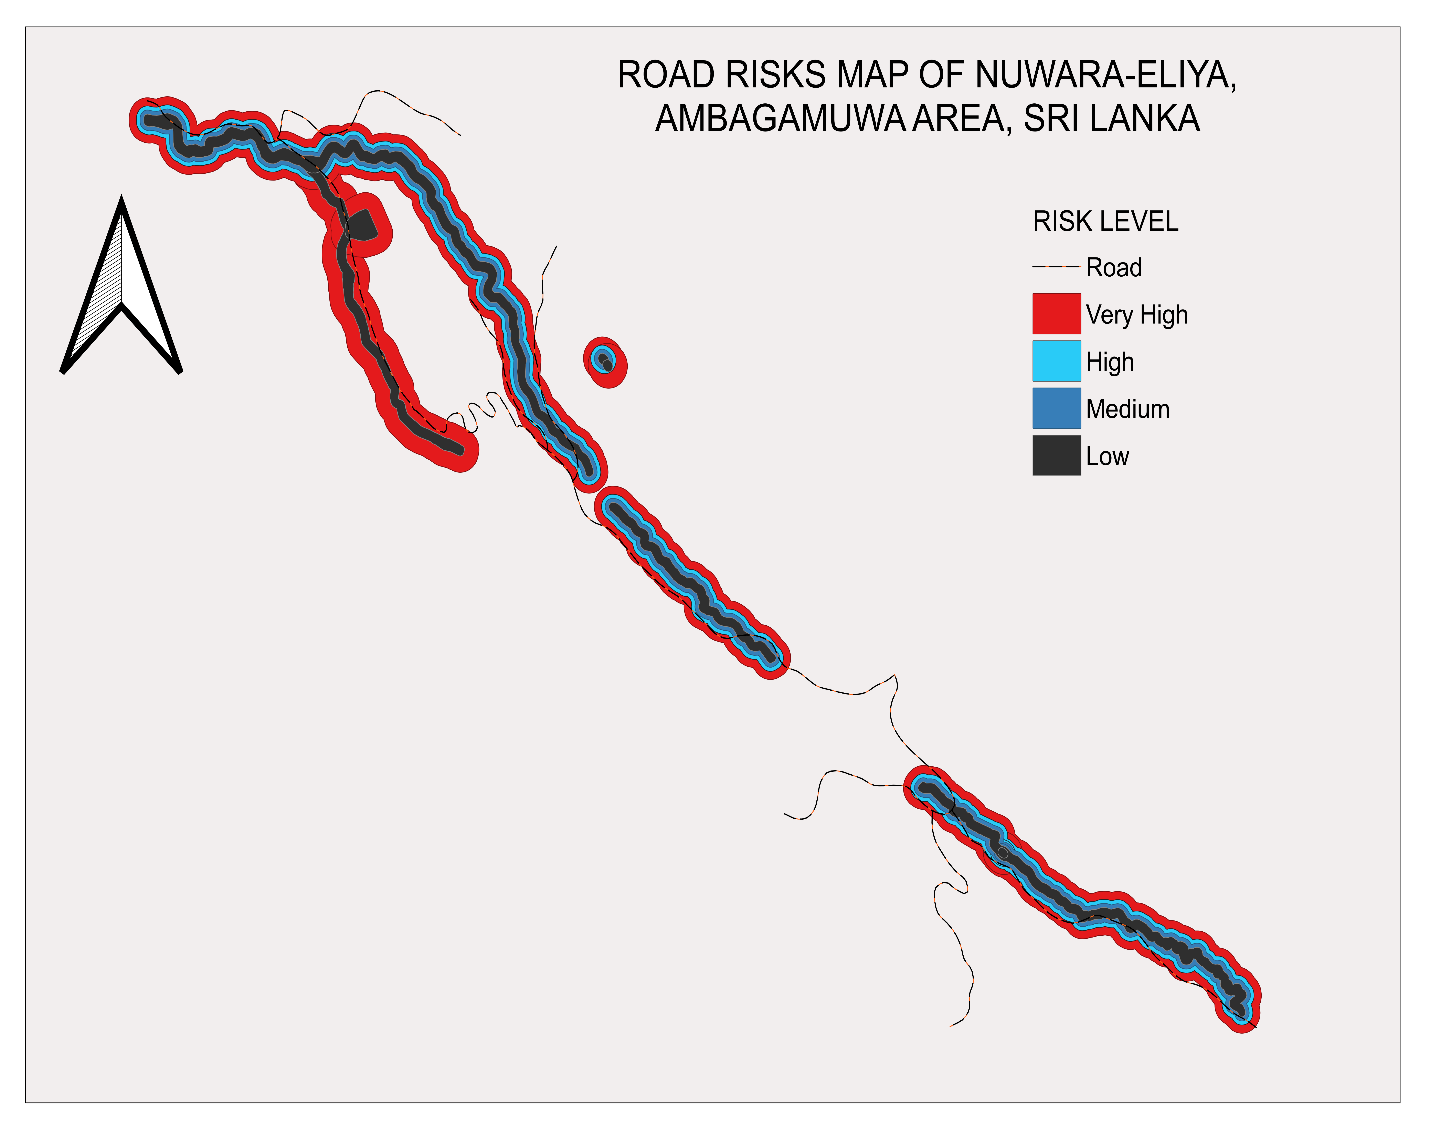 ROAD RISKS MAP OF NUWARA-ELIYA,
AMBAGAMUWA AREA, SRI LANKA
RISK LEVEL
Road
Very High
High
Medium
Low